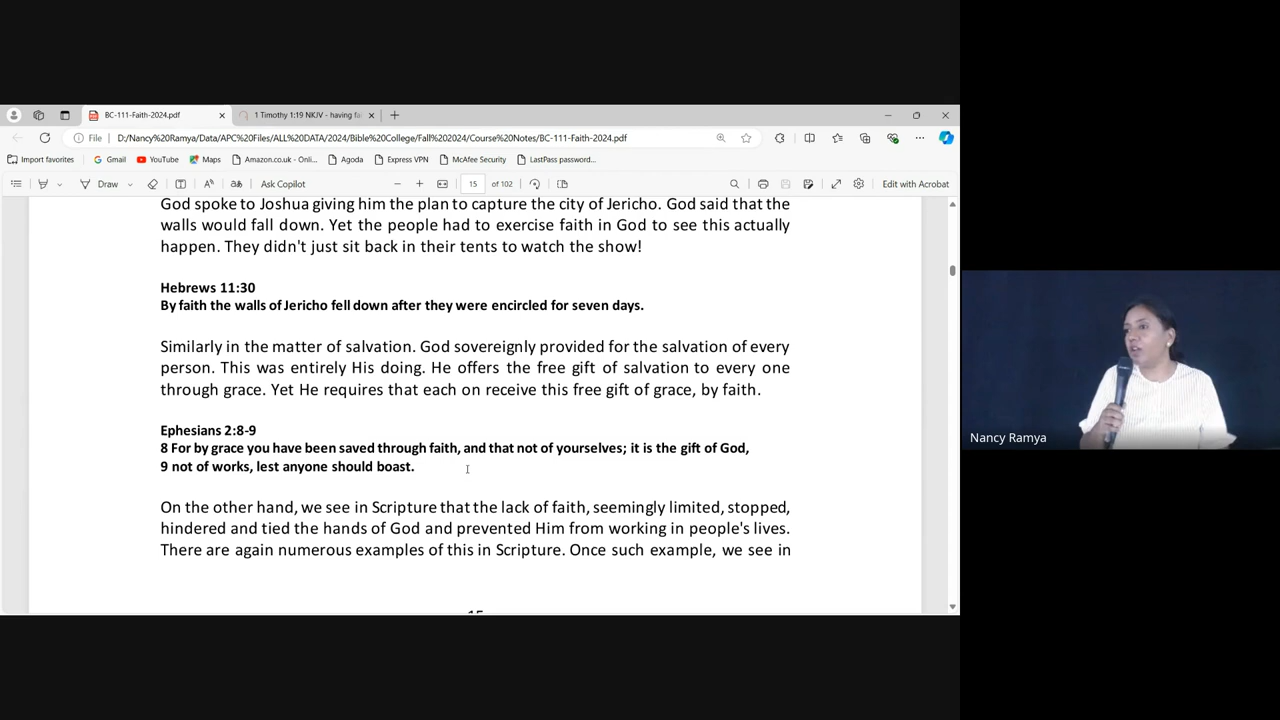 BC-111-Faith-2024.pdf
1 Timothy 1:19 NKJV - having fa
File
D:/Nancy%20Ramya/Data/APC%20Files/ALL%20DATA/2024/Bible%20College/Fall%202024/Course%20Notes/BC-111-Faith-2024.pdf
Import favorites Gmail YouTube Maps Amazon.co.uk - Onli... Agoda Express VPN McAfee Security LastPass password...
Draw Ask Copilot 15 of 102 Edit with Acrobat
God spoke to Joshua giving him the plan to capture the city of Jericho. God said that the
walls would fall down. Yet the people had to exercise faith in God to see this actually
happen. They didn't just sit back in their tents to watch the show!
Hebrews 11:30
By faith the walls of Jericho fell down after they were encircled for seven days.
Similarly in the matter of salvation. God sovereignly provided for the salvation of every
person. This was entirely His doing. He offers the free gift of salvation to every one
through grace. Yet He requires that each on receive this free gift of grace, by faith.
Ephesians 2:8-9
8 For by grace you have been saved through faith, and that not of yourselves; it is the gift of God,
9 not of works, lest anyone should boast.
On the other hand, we see in Scripture that the lack of faith, seemingly limited, stopped,
hindered and tied the hands of God and prevented Him from working in people's lives.
There are again numerous examples of this in Scripture. Once such example, we see in
15
Nancy Ramya